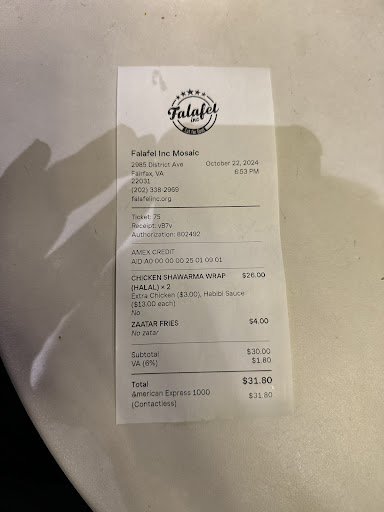 Falafel
INC
Falafel Inc Mosaic
2985 District Ave October 22, 2024
Fairfax, VA 6:53 PM
22031
(202) 338-2969
falafelinc.org
Ticket: 75
Receipt: vB7v
Authorization: 802492
AMEX CREDIT
AID A0 00 00 00 25 01 09 01
CHICKEN SHAWARMA WRAP $26.00
(HALAL) × 2
Extra Chicken ($3.00), Habibi Sauce
($13.00 each)
No
ZAATAR FRIES $4.00
No zatar
Subtotal $30.00
VA (6%) $1.80
Total $31.80
American Express 1000 $31.80
(Contactless)